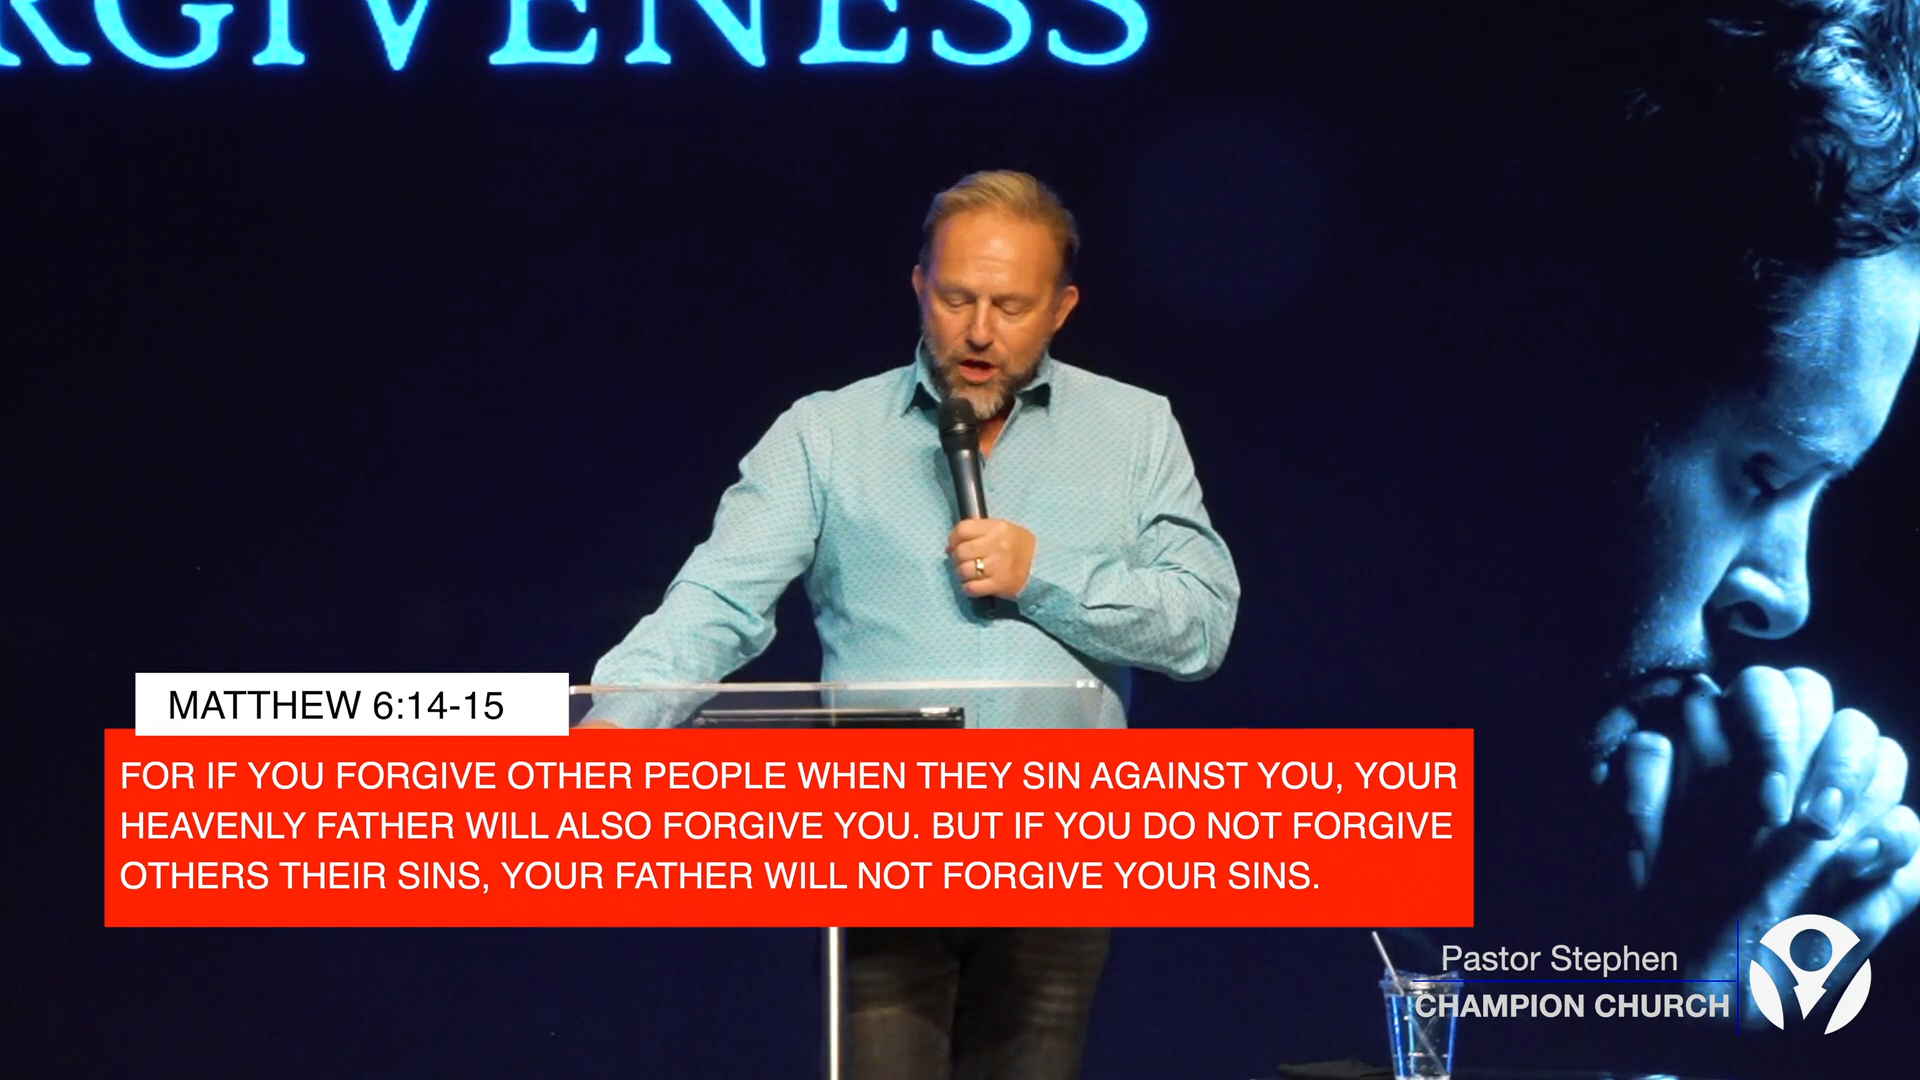 RGIVENESS
MATTHEW 6:14-15
FOR IF YOU FORGIVE OTHER PEOPLE WHEN THEY SIN AGAINST YOU, YOUR
HEAVENLY FATHER WILL ALSO FORGIVE YOU. BUT IF YOU DO NOT FORGIVE
OTHERS THEIR SINS, YOUR FATHER WILL NOT FORGIVE YOUR SINS.
Pastor Stephen
CHAMPION CHURCH